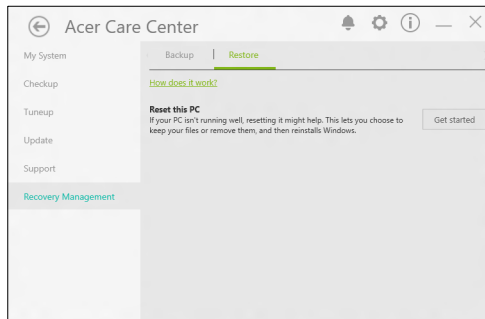 Acer Care Center
My System
Checkup
Tuneup
Update
Support
Recovery Management
Backup
Restore
How does it work?
Reset this PC
If your PC isn't running well, resetting it might help. This lets you choose to
keep your files or remove them, and then reinstalls Windows.
Get started